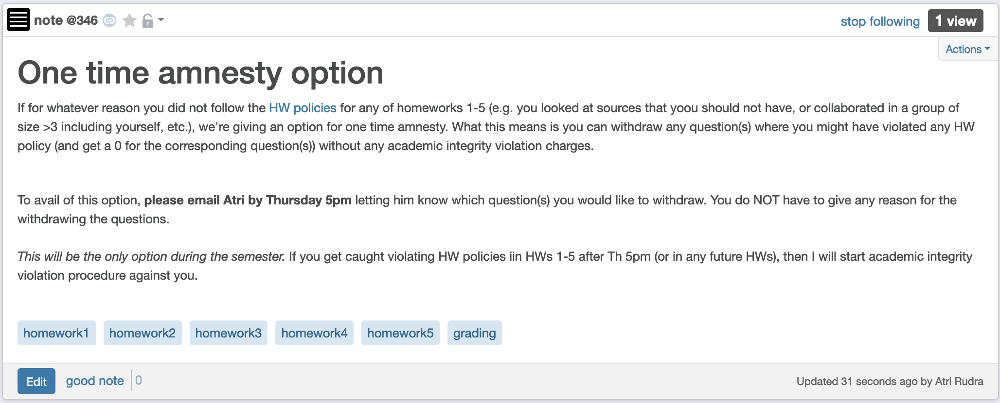 note @346
stop following
1 view
Actions
One time amnesty option
If for whatever reason you did not follow the HW policies for any of homeworks 1-5 (e.g. you looked at sources that yoou should not have, or collaborated in a group of
size >3 including yourself, etc.), we're giving an option for one time amnesty. What this means is you can withdraw any question(s) where you might have violated any HW
policy (and get a 0 for the corresponding question(s)) without any academic integrity violation charges.
To avail of this option, please email Atri by Thursday 5pm letting him know which question(s) you would like to withdraw. You do NOT have to give any reason for the
withdrawing the questions.
This will be the only option during the semester. If you get caught violating HW policies iin HWs 1-5 after Th 5pm (or in any future HWs), then I will start academic integrity
violation procedure against you.
homework1 homework2 homework3 homework4 homework5 grading
Edit good note 0
Updated 31 seconds ago by Atri Rudra